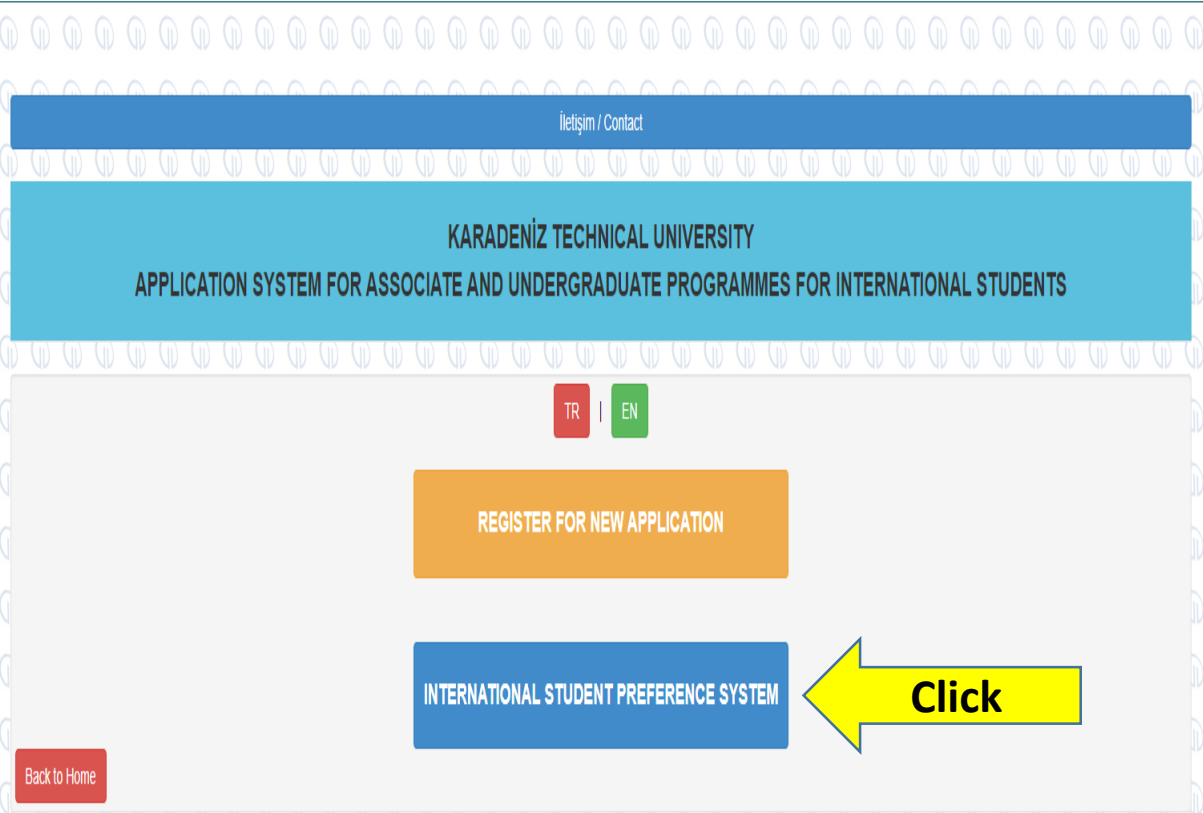 İletişim / Contact
KARADENİZ TECHNICAL UNIVERSITY
APPLICATION SYSTEM FOR ASSOCIATE AND UNDERGRADUATE PROGRAMMES FOR INTERNATIONAL STUDENTS
TR | EN
REGISTER FOR NEW APPLICATION
INTERNATIONAL STUDENT PREFERENCE SYSTEM
Click
Back to Home